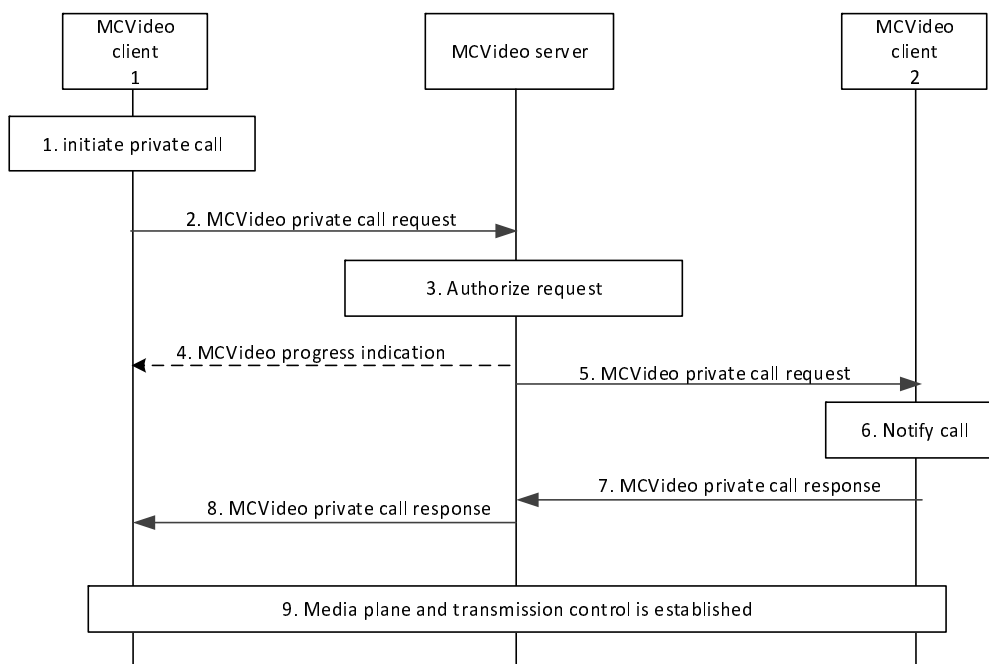 MCVideo
client
1
MCVideo server
MCVideo
client
2
1. initiate private call
2. MCVideo private call request
3. Authorize request
4. MCVideo progress indication
5. MCVideo private call request
6. Notify call
7. MCVideo private call response
8. MCVideo private call response
9. Media plane and transmission control is established